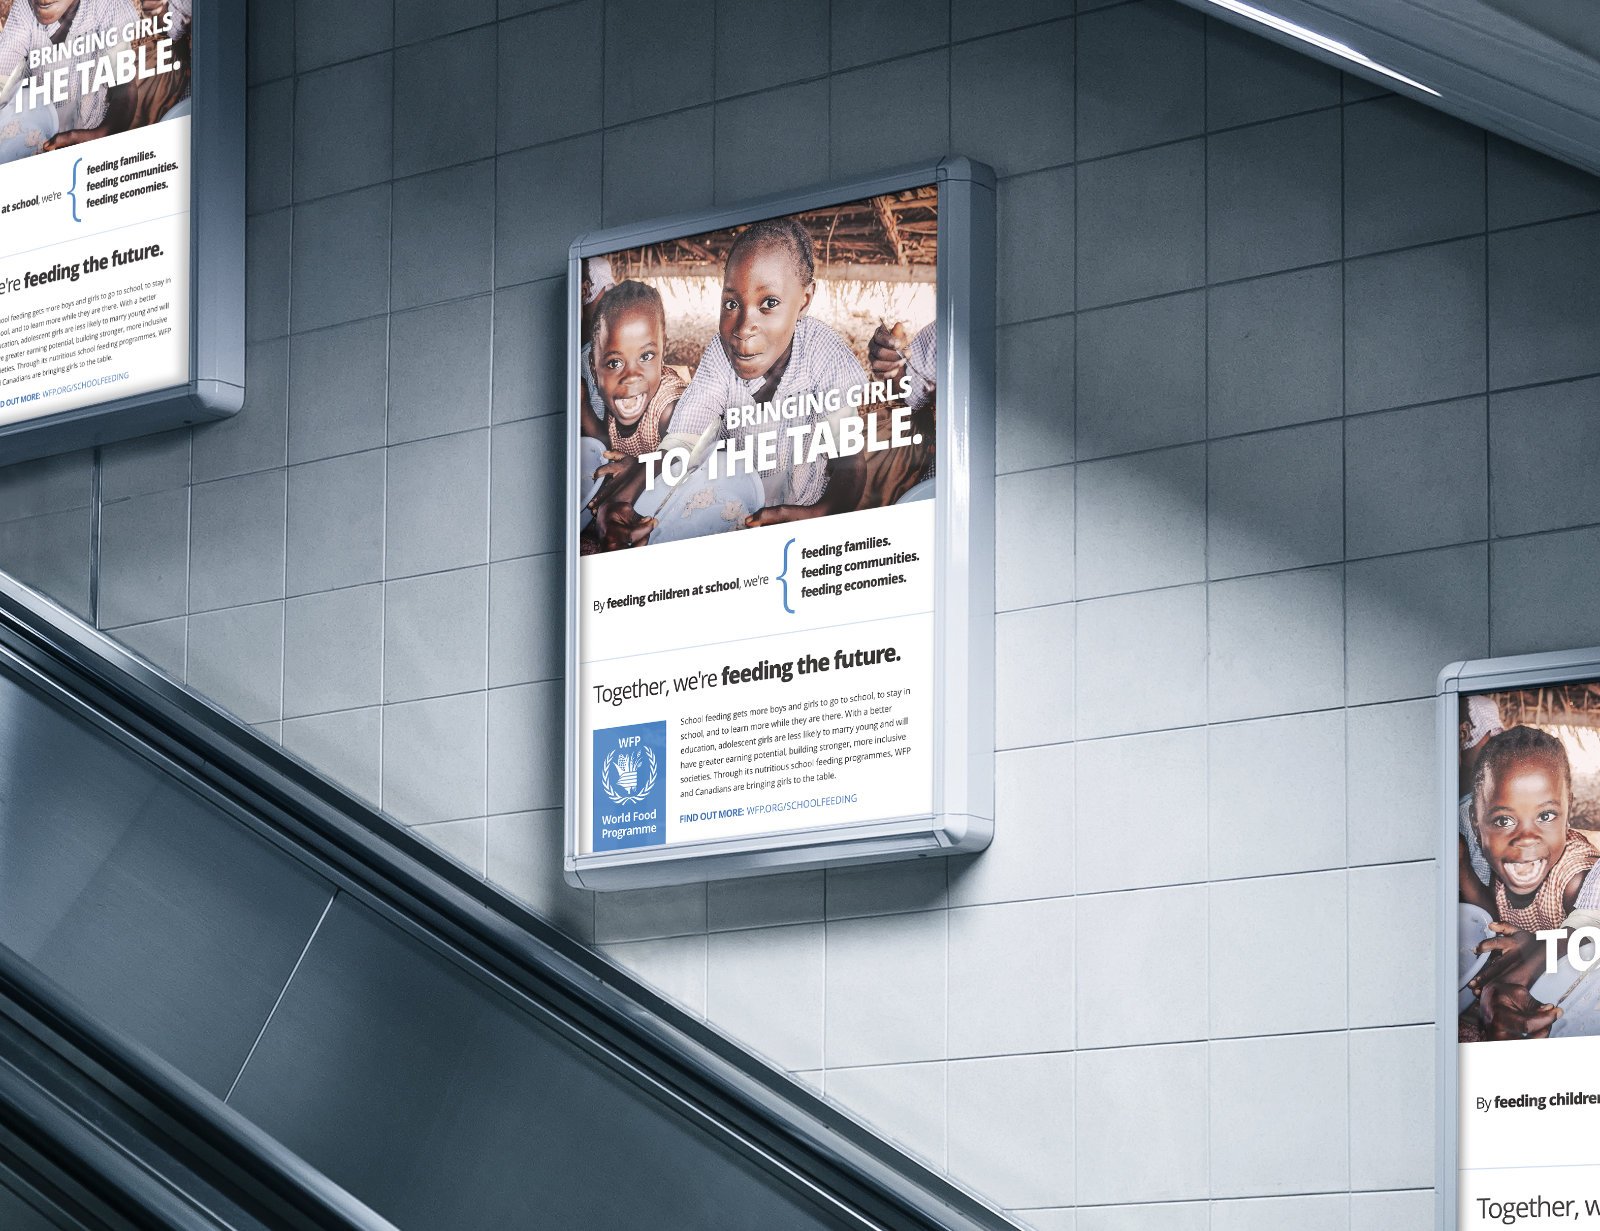 BRINGING GIRLS
THE TABLE.
at school, we're
feeding families.
feeding communities.
feeding economies.
feeding the future.
feeding gets more boys and girls to go to school, to stay in
and to learn more while they are there. With a better
adolescent girls are less likely to marry young and will
greater earning potential, building stronger, more inclusive
Through its nutritious school feeding programmes, WFP
Canadians are bringing girls to the table.
OUT MORE: WFP.ORG/SCHOOLFEEDING
BRINGING GIRLS
TO THE TABLE.
By feeding children at school, we're
feeding families.
feeding communities.
feeding economies.
Together, we're feeding the future.
School feeding gets more boys and girls to go to school, to stay in
school, and to learn more while they are there. With a better
education, adolescent girls are less likely to marry young and will
have greater earning potential, building stronger, more inclusive
societies. Through its nutritious school feeding programmes, WFP
and Canadians are bringing girls to the table.
FIND OUT MORE: WFP.ORG/SCHOOLFEEDING
WFP
World Food
Programme
TO
By feeding
Together,